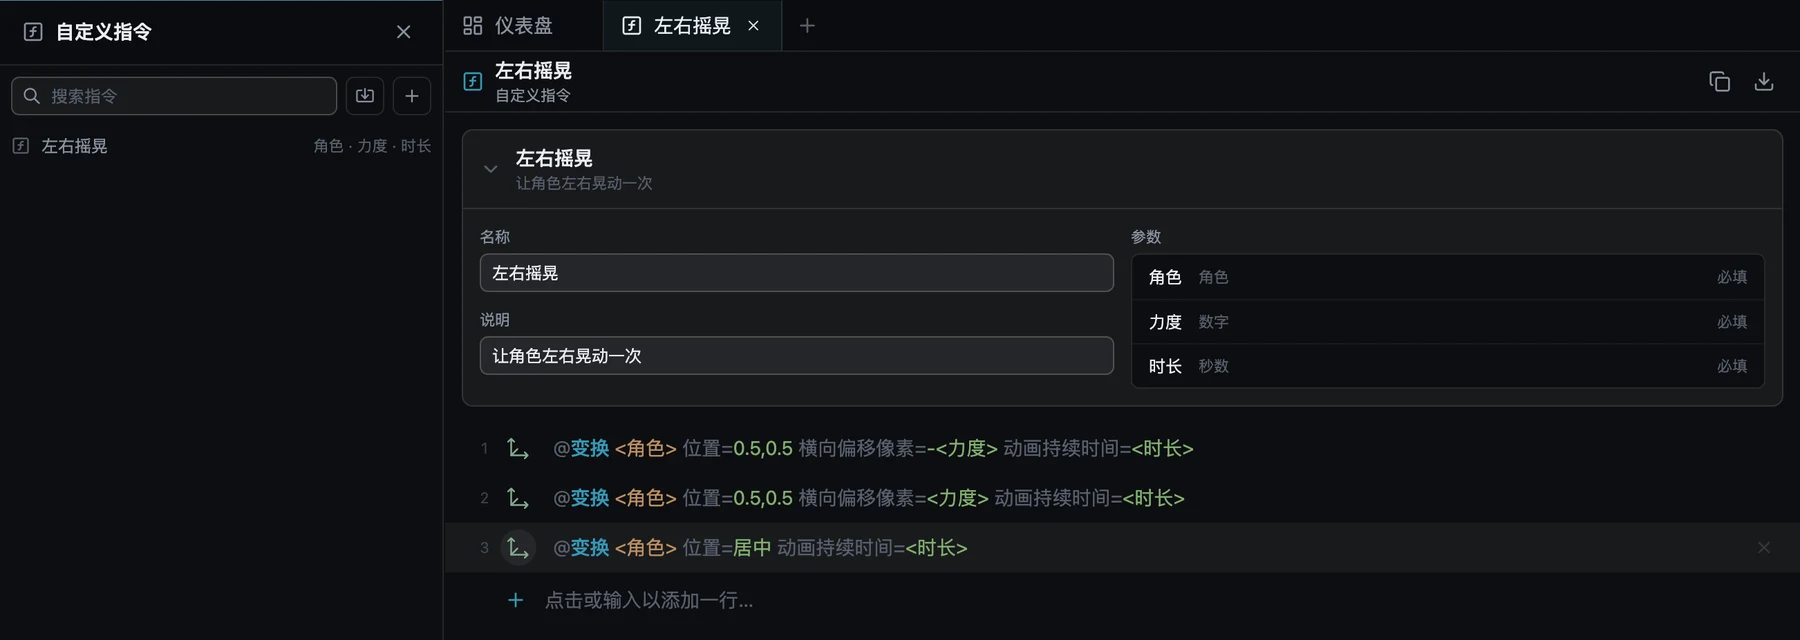 自定义指令
搜索指令
左右摇晃 角色 · 力度 · 时长
仪表盘 左右摇晃
左右摇晃
自定义指令
左右摇晃
让角色左右晃动一次
名称
左右摇晃
说明
让角色左右晃动一次
参数
角色 角色 必填
力度 数字 必填
时长 秒数 必填
1 @变换 <角色> 位置=0.5,0.5 横向偏移像素=-<力度> 动画持续时间=<时长>
2 @变换 <角色> 位置=0.5,0.5 横向偏移像素=<力度> 动画持续时间=<时长>
3 @变换 <角色> 位置=居中 动画持续时间=<时长>
点击或输入以添加一行...